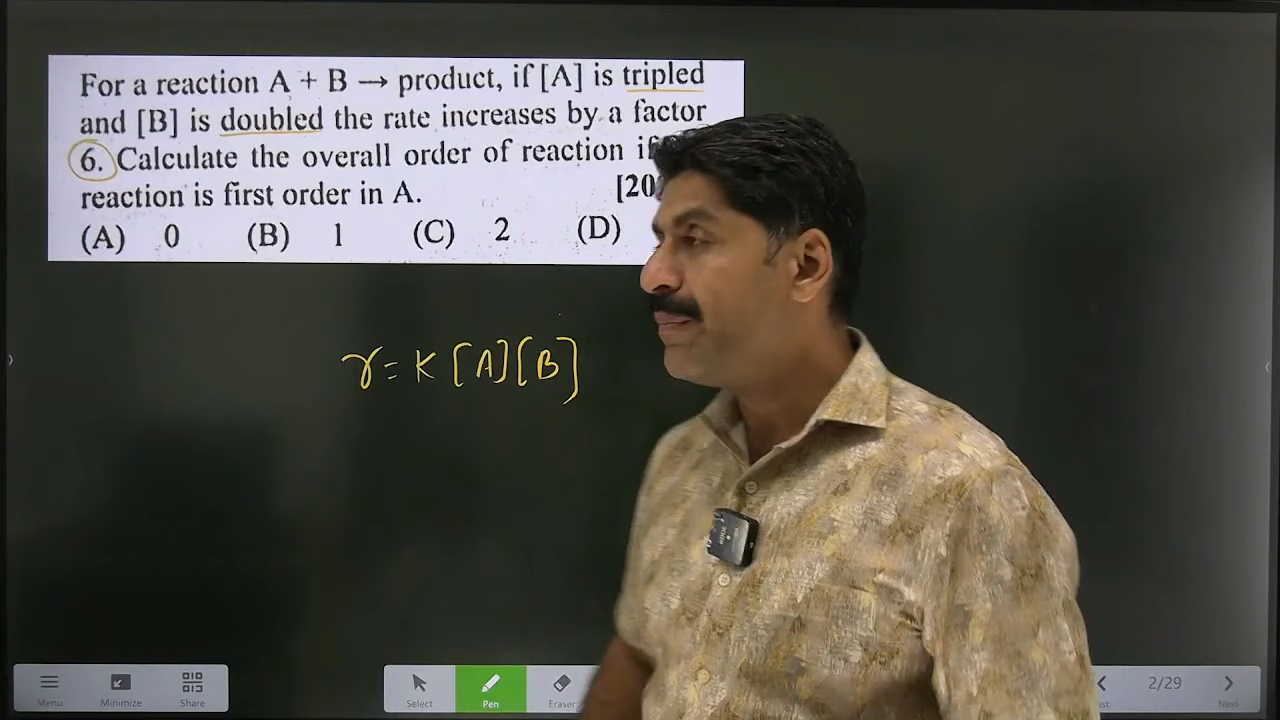 For a reaction A + B → product, if [A] is tripled
and [B] is doubled the rate increases by a factor
6. Calculate the overall order of reaction if
reaction is first order in A. [20
(A) 0 (B) 1 (C) 2 (D)
r = K [A][B]
Menu Minimize Share Select Pen Eraser 2/29 Next